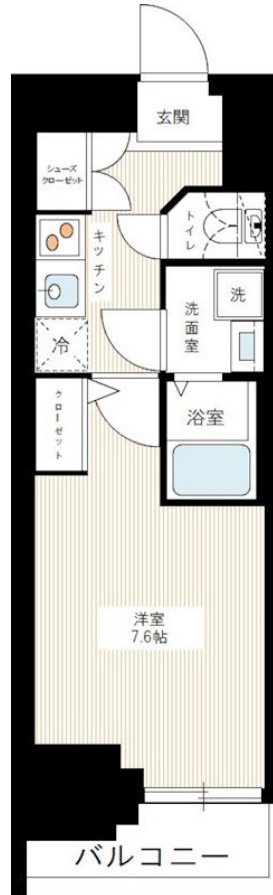 玄関
シューズ
クローゼット
トイレ
キッチン
洗
洗面室
冷
クローゼット
浴室
洋室
7.6帖
バルコニー